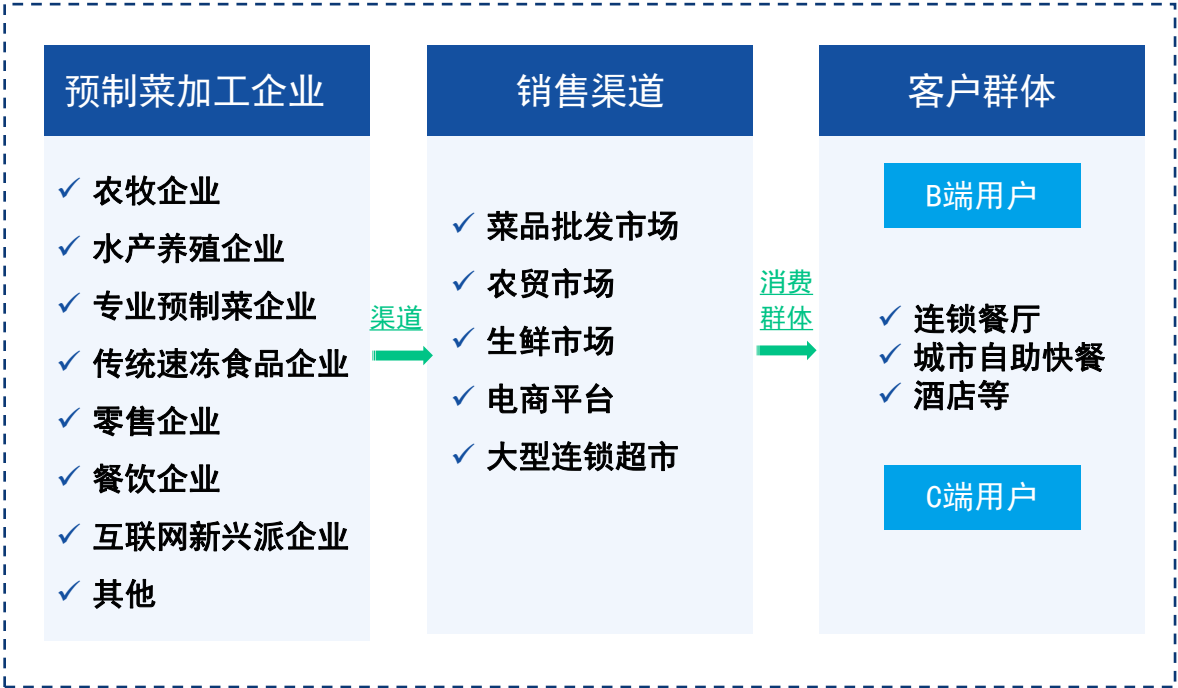 预制菜加工企业
农牧企业
水产养殖企业
专业预制菜企业
传统速冻食品企业
零售企业
餐饮企业
互联网新兴派企业
其他
渠道
销售渠道
菜品批发市场
农贸市场
生鲜市场
电商平台
大型连锁超市
消费
群体
客户群体
B端用户
连锁餐厅
城市自助快餐
酒店等
C端用户